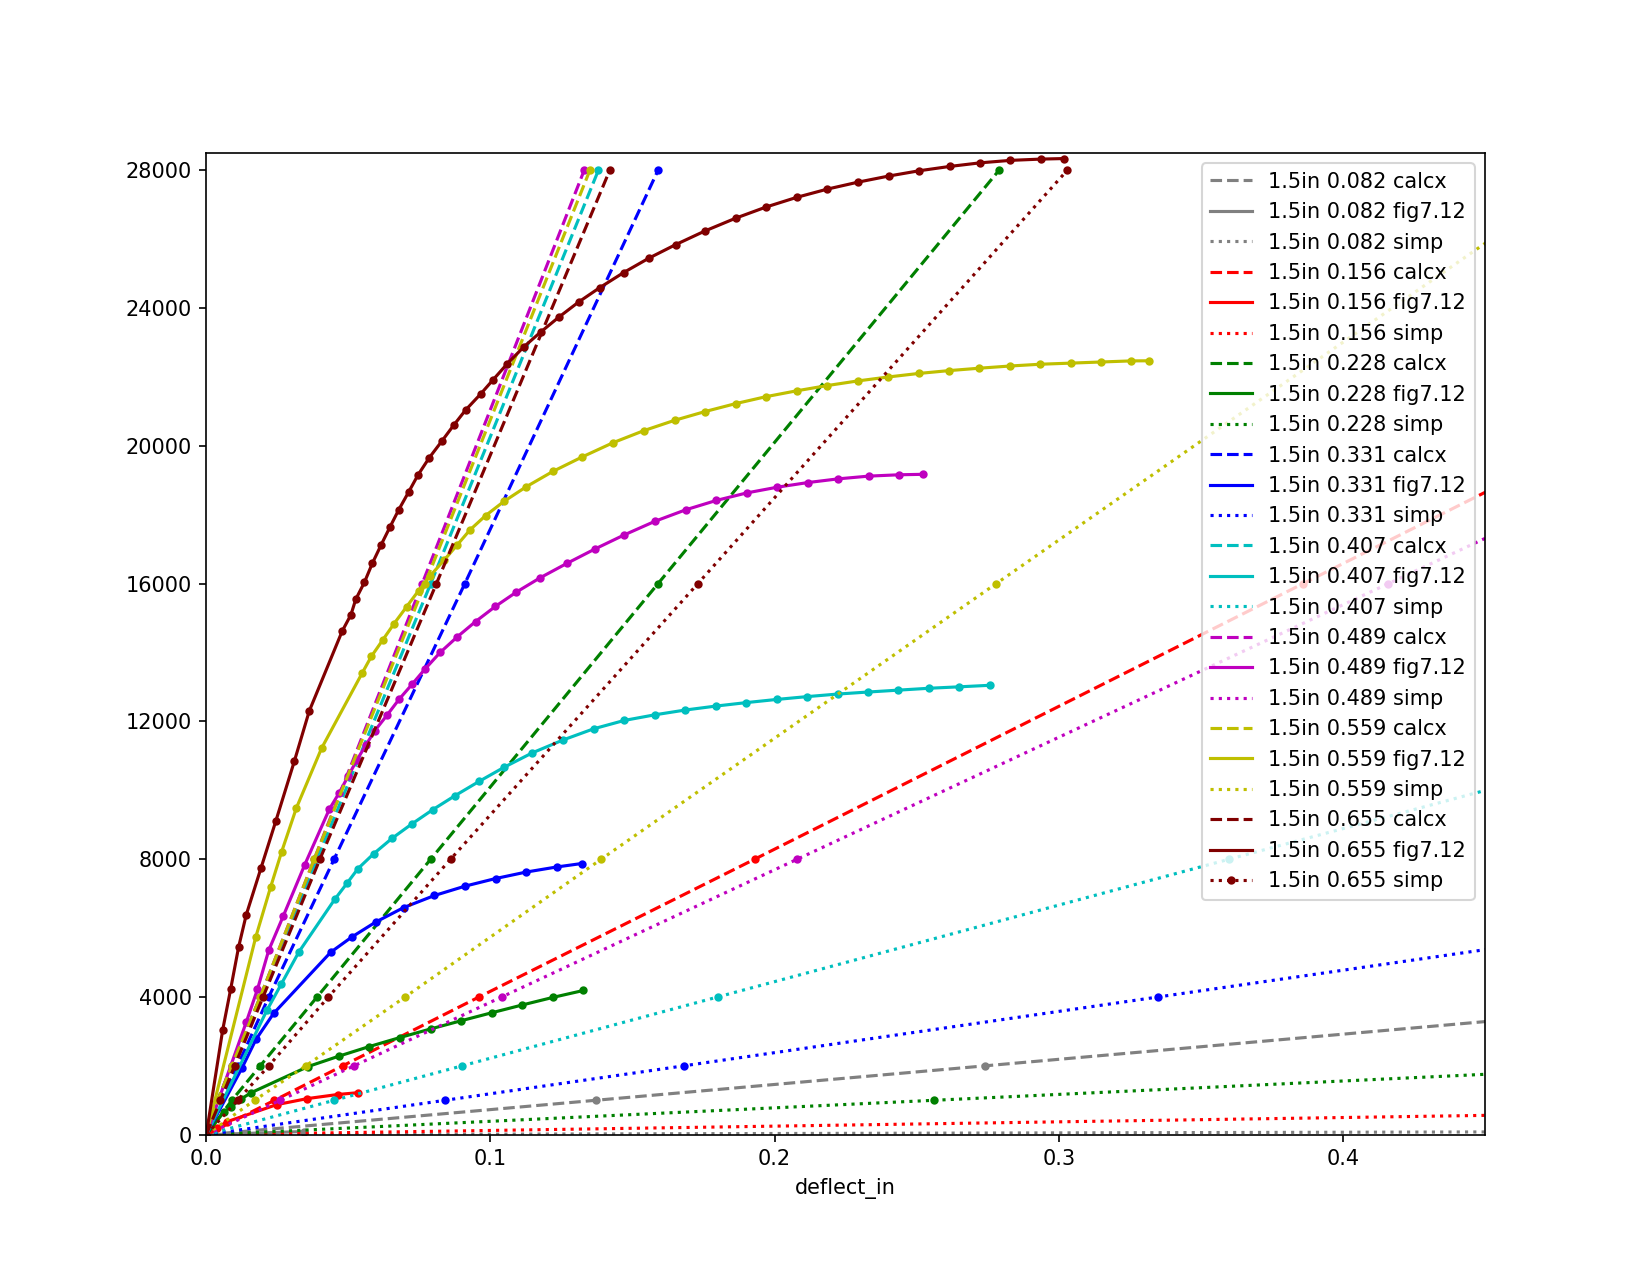 28000
24000
20000
16000
12000
8000
4000
0
0.0 0.1 0.2 0.3 0.4
deflect_in
1.5in 0.082 calcx
1.5in 0.082 fig7.12
1.5in 0.082 simp
1.5in 0.156 calcx
1.5in 0.156 fig7.12
1.5in 0.156 simp
1.5in 0.228 calcx
1.5in 0.228 fig7.12
1.5in 0.228 simp
1.5in 0.331 calcx
1.5in 0.331 fig7.12
1.5in 0.331 simp
1.5in 0.407 calcx
1.5in 0.407 fig7.12
1.5in 0.407 simp
1.5in 0.489 calcx
1.5in 0.489 fig7.12
1.5in 0.489 simp
1.5in 0.559 calcx
1.5in 0.559 fig7.12
1.5in 0.559 simp
1.5in 0.655 calcx
1.5in 0.655 fig7.12
1.5in 0.655 simp